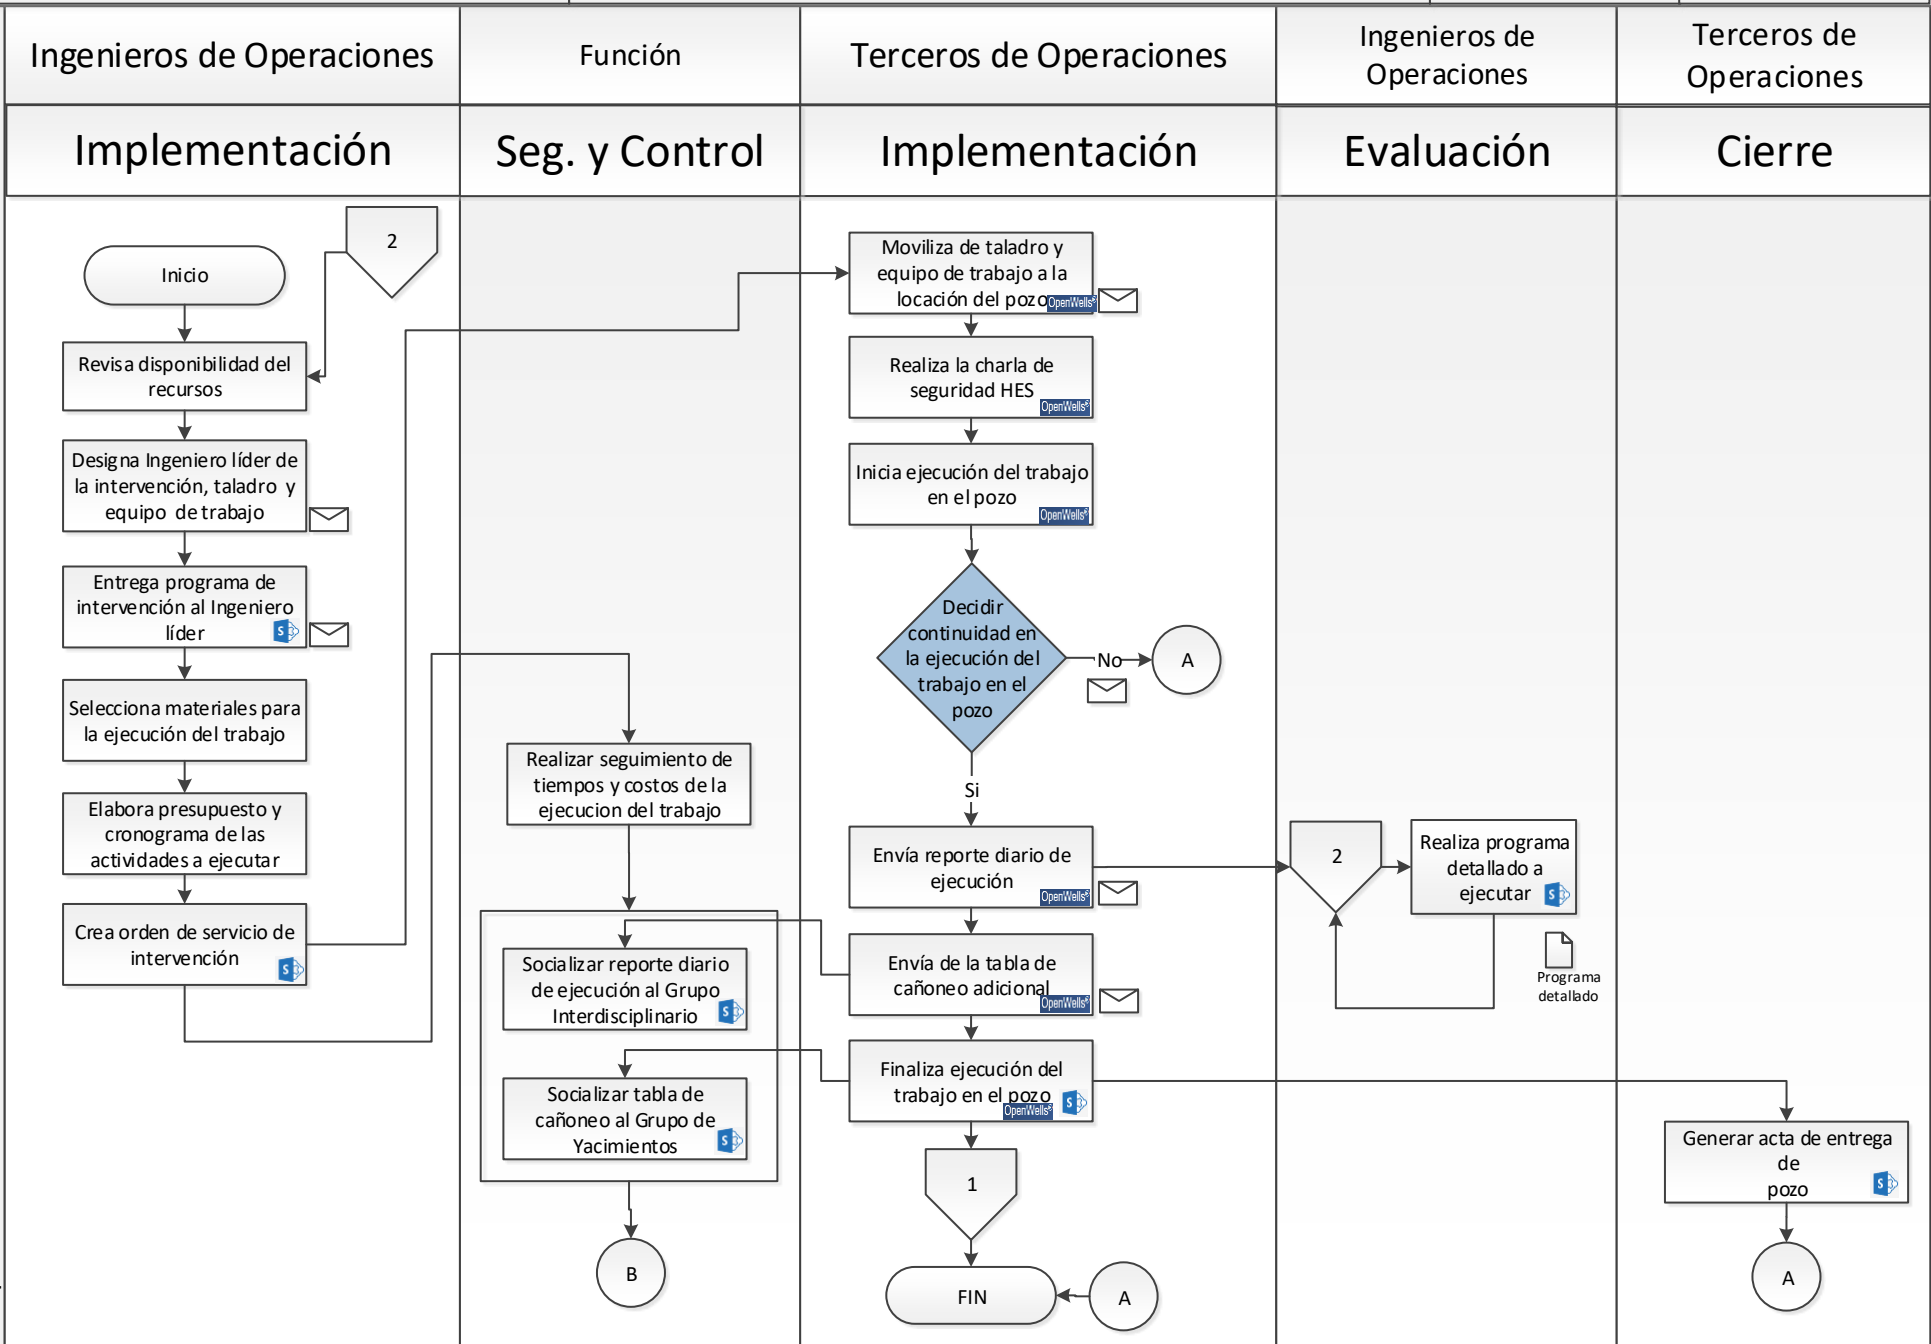 Ingenieros de Operaciones
Función
Terceros de Operaciones
Ingenieros de
Operaciones
Terceros de
Operaciones
Implementación
Seg. y Control
Implementación
Evaluación
Cierre
2
Inicio
Revisa disponibilidad del
recursos
Designa Ingeniero líder de
la intervención, taladro y
equipo de trabajo
Entrega programa de
intervención al Ingeniero
líder
S
Selecciona materiales para
la ejecución del trabajo
Elabora presupuesto y
cronograma de las
actividades a ejecutar
Crea orden de servicio de
intervención
S
Realizar seguimiento de
tiempos y costos de la
ejecucion del trabajo
Socializar reporte diario
de ejecución al Grupo
Interdisciplinario
S
Socializar tabla de
cañoneo al Grupo de
Yacimientos
S
B
Moviliza de taladro y
equipo de trabajo a la
locación del pozo
OpenWells®
Realiza la charla de
seguridad HES
OpenWells®
Inicia ejecución del trabajo
en el pozo
OpenWells®
Decidir
continuidad en
la ejecución del
trabajo en el
pozo
No
A
Si
Envía reporte diario de
ejecución
OpenWells®
Envía de la tabla de
cañoneo adicional
OpenWells®
Finaliza ejecución del
trabajo en el pozo
OpenWells®
S
1
FIN
A
2
Realiza programa
detallado a
ejecutar
S
Programa
detallado
Generar acta de entrega
de
pozo
S
A